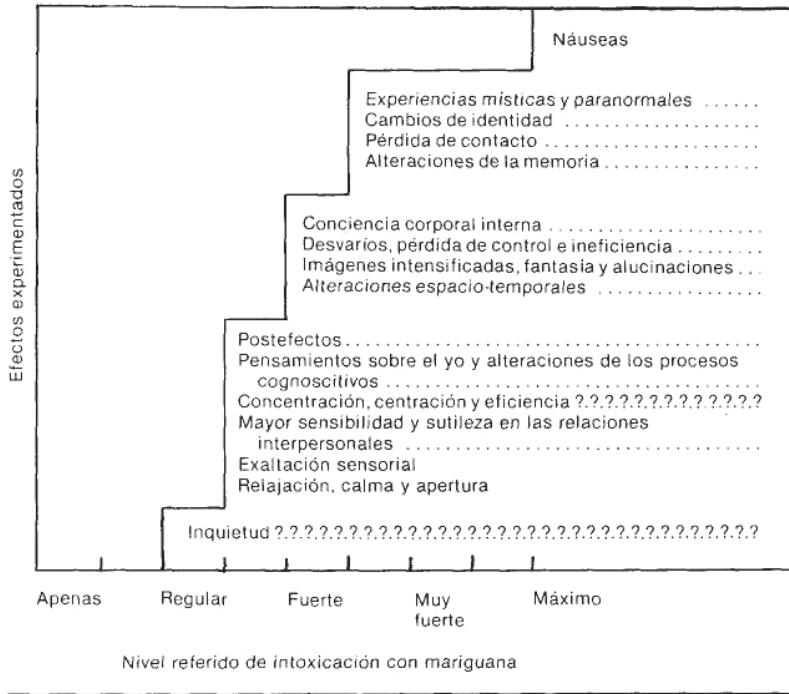 Náuseas
Experiencias místicas y paranormales ......
Cambios de identidad ..................
Pérdida de contacto ....................
Alteraciones de la memoria ...............
Conciencia corporal interna ....................
Desvaríos, pérdida de control e ineficiencia ........
Imágenes intensificadas, fantasía y alucinaciones ...
Alteraciones espacio-temporales ...............
Postefectos .......................................
Pensamientos sobre el yo y alteraciones de los procesos
cognoscitivos ...................................
Concentración, centración y eficiencia ?.?.?.?.?.?.?.?.?.?.?.?.?
Mayor sensibilidad y sutileza en las relaciones
interpersonales .................................
Exaltación sensorial
Relajación, calma y apertura
Inquietud ?.?.?.?.?.?.?.?.?.?.?.?.?.?.?.?.?.?.?.?.?.?.?.?.?.?.?.?.?.?.?.?
Efectos experimentados
Apenas Regular Fuerte Muy Máximo
fuerte
Nivel referido de intoxicación con mariguana